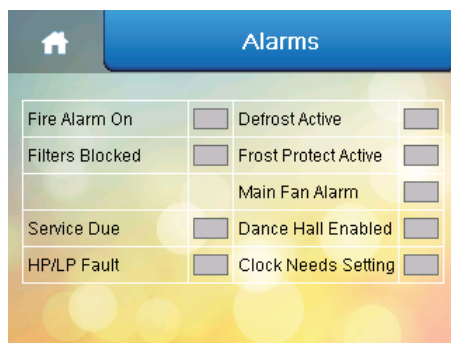 Alarms
Fire Alarm On Defrost Active
Filters Blocked Frost Protect Active
Main Fan Alarm
Service Due Dance Hall Enabled
HP/LP Fault Clock Needs Setting